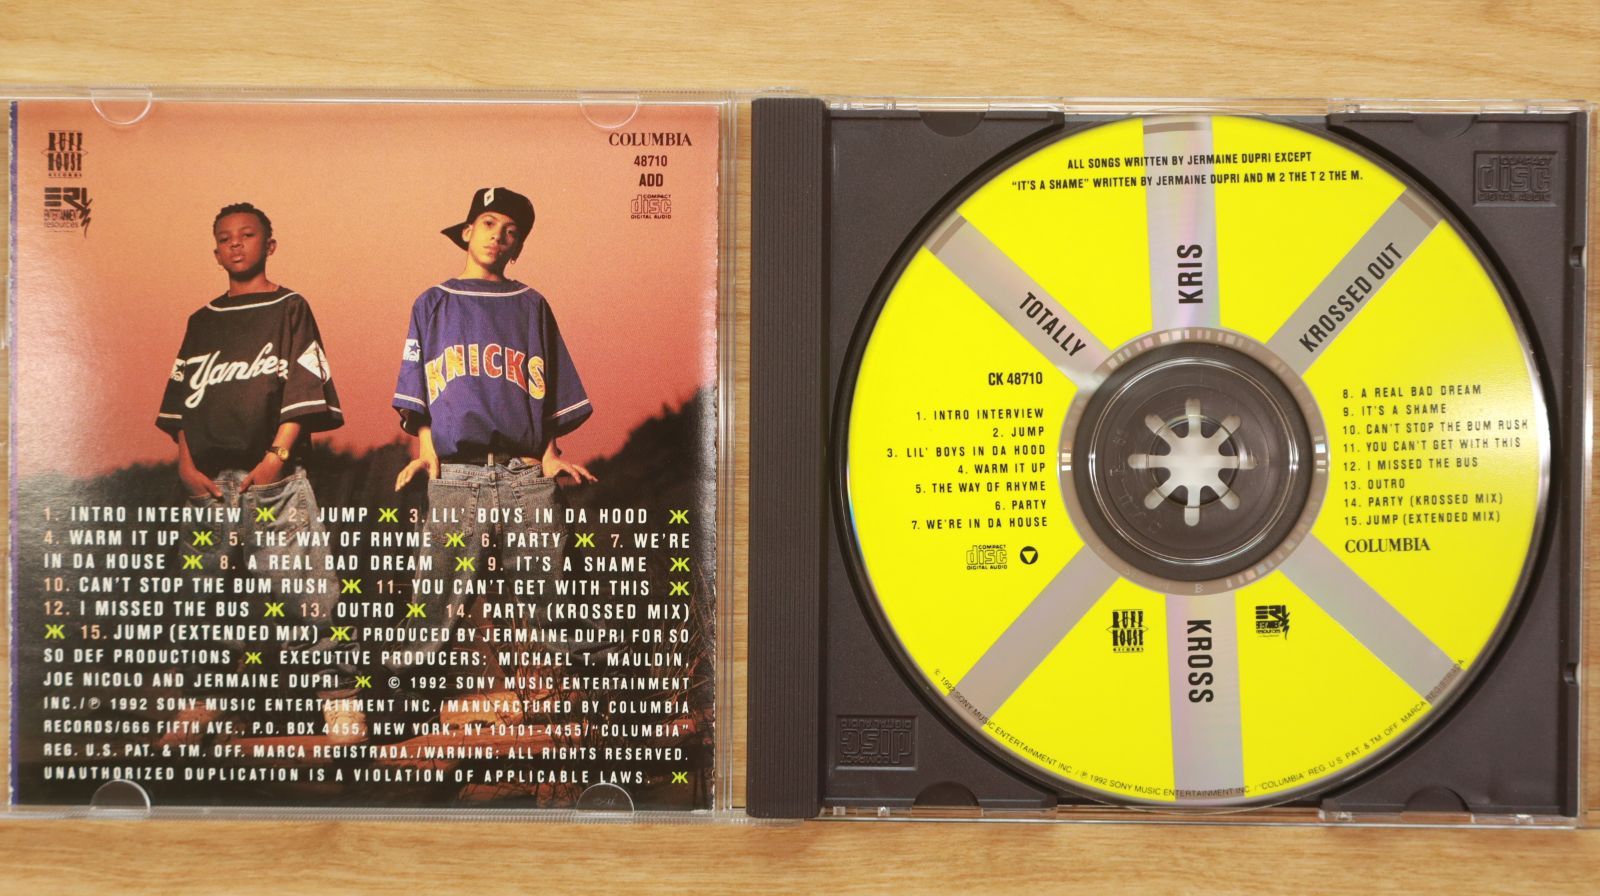 RUFF
HOUSE
RECORDS
ENTERTAINMENT
resources
COLUMBIA
48710
ADD
COMPACT
disc
DIGITAL AUDIO
Yankees
KNICKS
1. INTRO INTERVIEW Ж 2. JUMP Ж 3. LIL' BOYS IN DA HOOD Ж
4. WARM IT UP Ж 5. THE WAY OF RHYME Ж 6. PARTY Ж 7. WE'RE
IN DA HOUSE Ж 8. A REAL BAD DREAM Ж 9. IT'S A SHAME Ж
10. CAN'T STOP THE BUM RUSH Ж 11. YOU CAN'T GET WITH THIS Ж
12. I MISSED THE BUS Ж 13. OUTRO Ж 14. PARTY (KROSSED MIX)
Ж 15. JUMP (EXTENDED MIX) Ж PRODUCED BY JERMAINE DUPRI FOR SO
SO DEF PRODUCTIONS Ж EXECUTIVE PRODUCERS: MICHAEL T. MAULDIN,
JOE NICOLO AND JERMAINE DUPRI Ж © 1992 SONY MUSIC ENTERTAINMENT
INC./℗ 1992 SONY MUSIC ENTERTAINMENT INC./MANUFACTURED BY COLUMBIA
RECORDS/666 FIFTH AVE., P.O. BOX 4455, NEW YORK, NY 10101-4455/"COLUMBIA"
REG. U.S. PAT. & TM. OFF. MARCA REGISTRADA./WARNING: ALL RIGHTS RESERVED.
UNAUTHORIZED DUPLICATION IS A VIOLATION OF APPLICABLE LAWS. Ж
COMPACT
disc
DIGITAL AUDIO
ALL SONGS WRITTEN BY JERMAINE DUPRI EXCEPT
"IT'S A SHAME" WRITTEN BY JERMAINE DUPRI AND M 2 THE T 2 THE M.
TOTALLY
KRIS
KROSSED OUT
CK 48710
1. INTRO INTERVIEW
2. JUMP
3. LIL' BOYS IN DA HOOD
4. WARM IT UP
5. THE WAY OF RHYME
6. PARTY
7. WE'RE IN DA HOUSE
COMPACT
disc
DIGITAL AUDIO
8. A REAL BAD DREAM
9. IT'S A SHAME
10. CAN'T STOP THE BUM RUSH
11. YOU CAN'T GET WITH THIS
12. I MISSED THE BUS
13. OUTRO
14. PARTY (KROSSED MIX)
15. JUMP (EXTENDED MIX)
COLUMBIA
RUFF
HOUSE
RECORDS
KROSS
resources
© 1992 SONY MUSIC ENTERTAINMENT INC. / ℗ 1992 SONY MUSIC ENTERTAINMENT INC. / "COLUMBIA" REG. U.S. PAT. & TM. OFF. MARCA REGISTRADA
COMPACT
disc
DIGITAL AUDIO